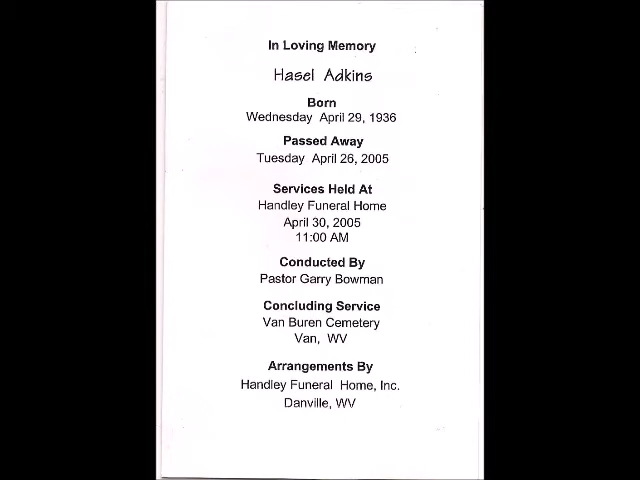 In Loving Memory
Hasel Adkins
Born
Wednesday April 29, 1936
Passed Away
Tuesday April 26, 2005
Services Held At
Handley Funeral Home
April 30, 2005
11:00 AM
Conducted By
Pastor Garry Bowman
Concluding Service
Van Buren Cemetery
Van, WV
Arrangements By
Handley Funeral Home, Inc.
Danville, WV